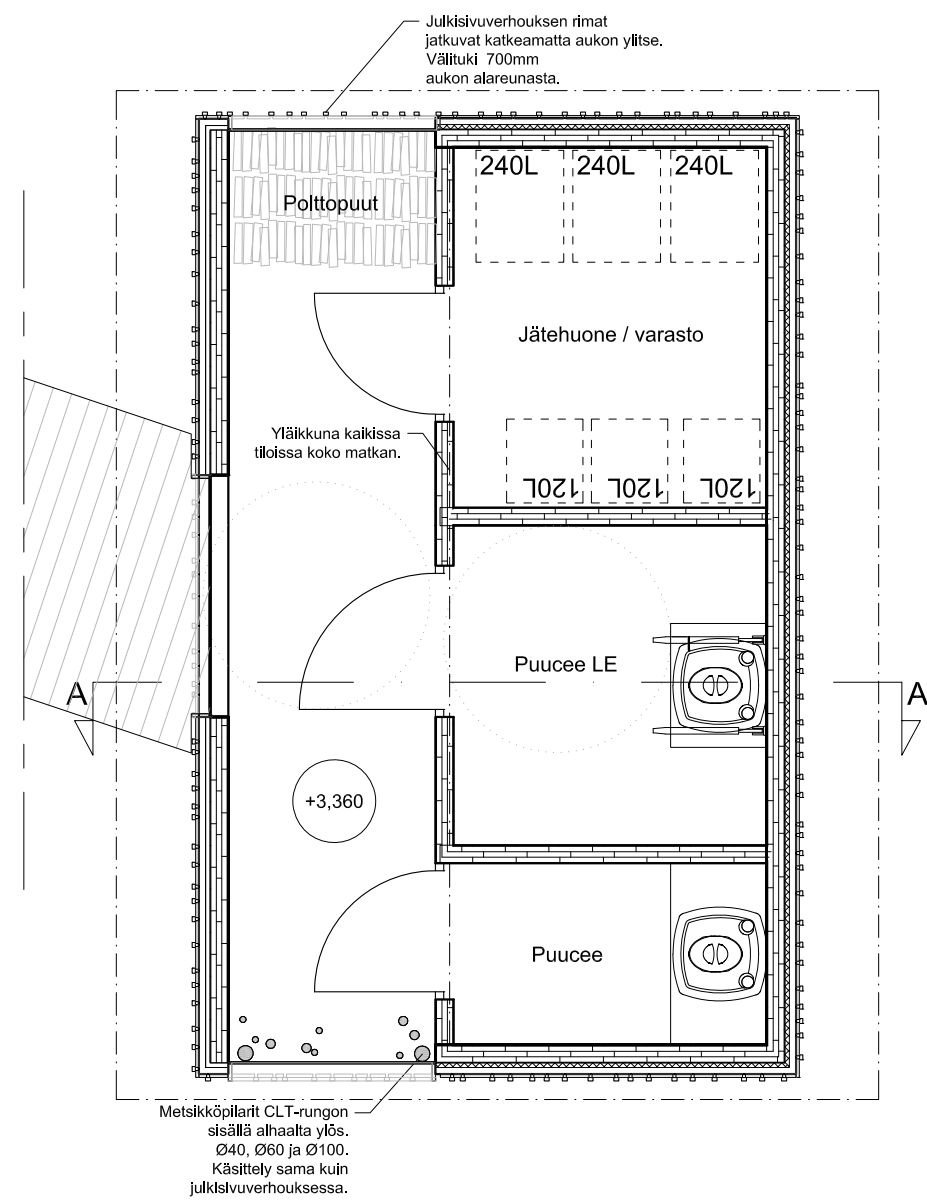 Julkisivuverhouksen rimat
jatkuvat katkeamatta aukon ylitse.
Välituki 700mm
aukon alareunasta.
240L 240L 240L
Polttopuut
Jätehuone / varasto
Yläikkuna kaikissa
tiloissa koko matkan.
120L 120L 120L
Puucee LE
A A
+3,360
Puucee
Metsikköpilarit CLT-rungon
sisällä alhaalta ylös.
Ø40, Ø60 ja Ø100.
Käsittely sama kuin
julkisivuverhouksessa.